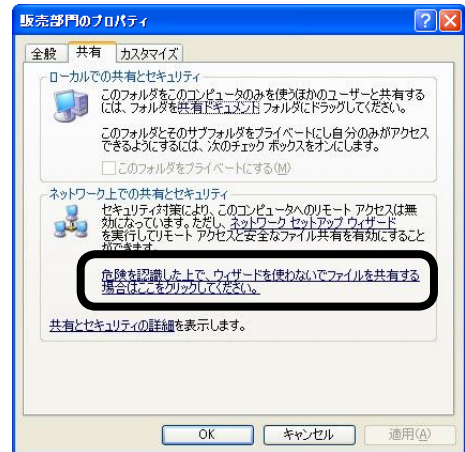 販売部門のプロパティ
全般 共有 カスタマイズ
ローカルでの共有とセキュリティ
このフォルダをこのコンピュータのみを使うほかのユーザーと共有する
には、フォルダを共有ドキュメント フォルダにドラッグしてください。
このフォルダとそのサブフォルダをプライベートにし自分のみがアクセス
できるようにするには、次のチェック ボックスをオンにします。
このフォルダをプライベートにする(M)
ネットワーク上での共有とセキュリティ
セキュリティ対策により、このコンピュータへのリモート アクセスは無
効になっています。ただし、ネットワーク セットアップ ウィザード
を実行してリモート アクセスと安全なファイル共有を有効にすること
ができます。
危険を認識した上で、ウィザードを使わないでファイルを共有する
場合はここをクリックしてください。
共有とセキュリティの詳細を表示します。
OK キャンセル 適用(A)